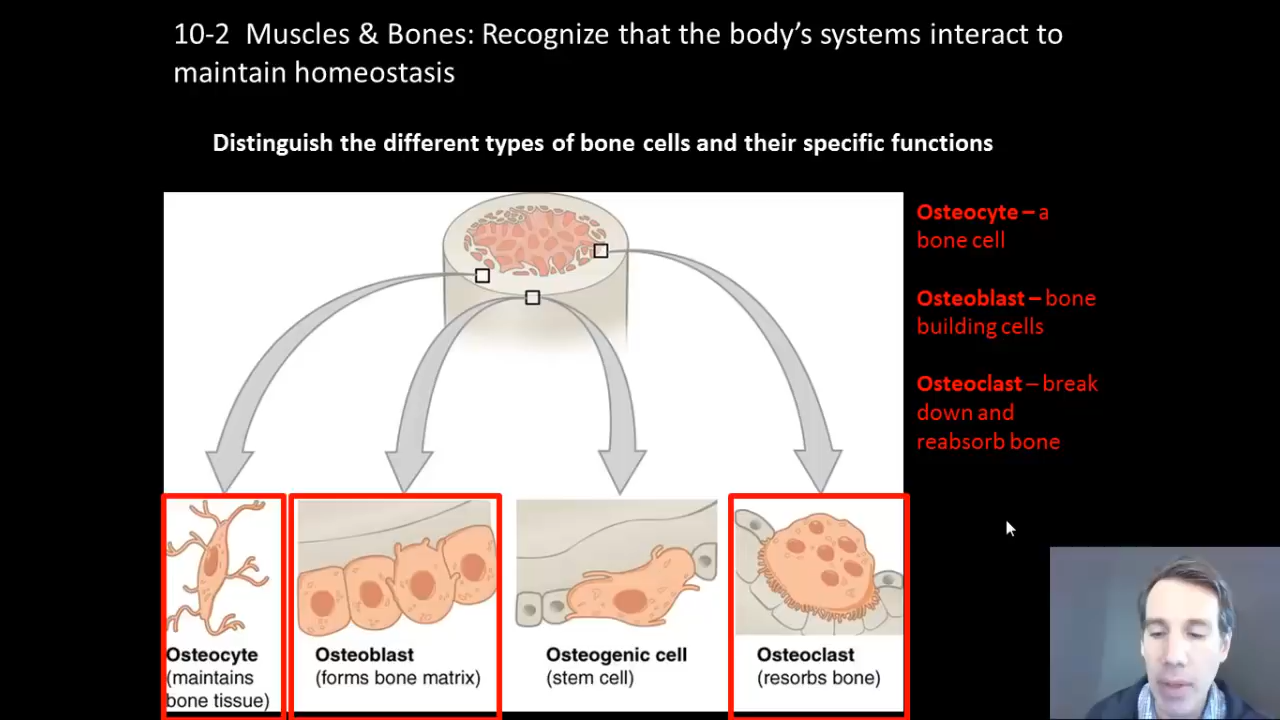 10-2  Muscles & Bones: Recognize that the body's systems interact to
maintain homeostasis
Distinguish the different types of bone cells and their specific functions
Osteocyte – a
bone cell
Osteoblast – bone
building cells
Osteoclast – break
down and
reabsorb bone
Osteocyte
(maintains
bone tissue)
Osteoblast
(forms bone matrix)
Osteogenic cell
(stem cell)
Osteoclast
(resorbs bone)